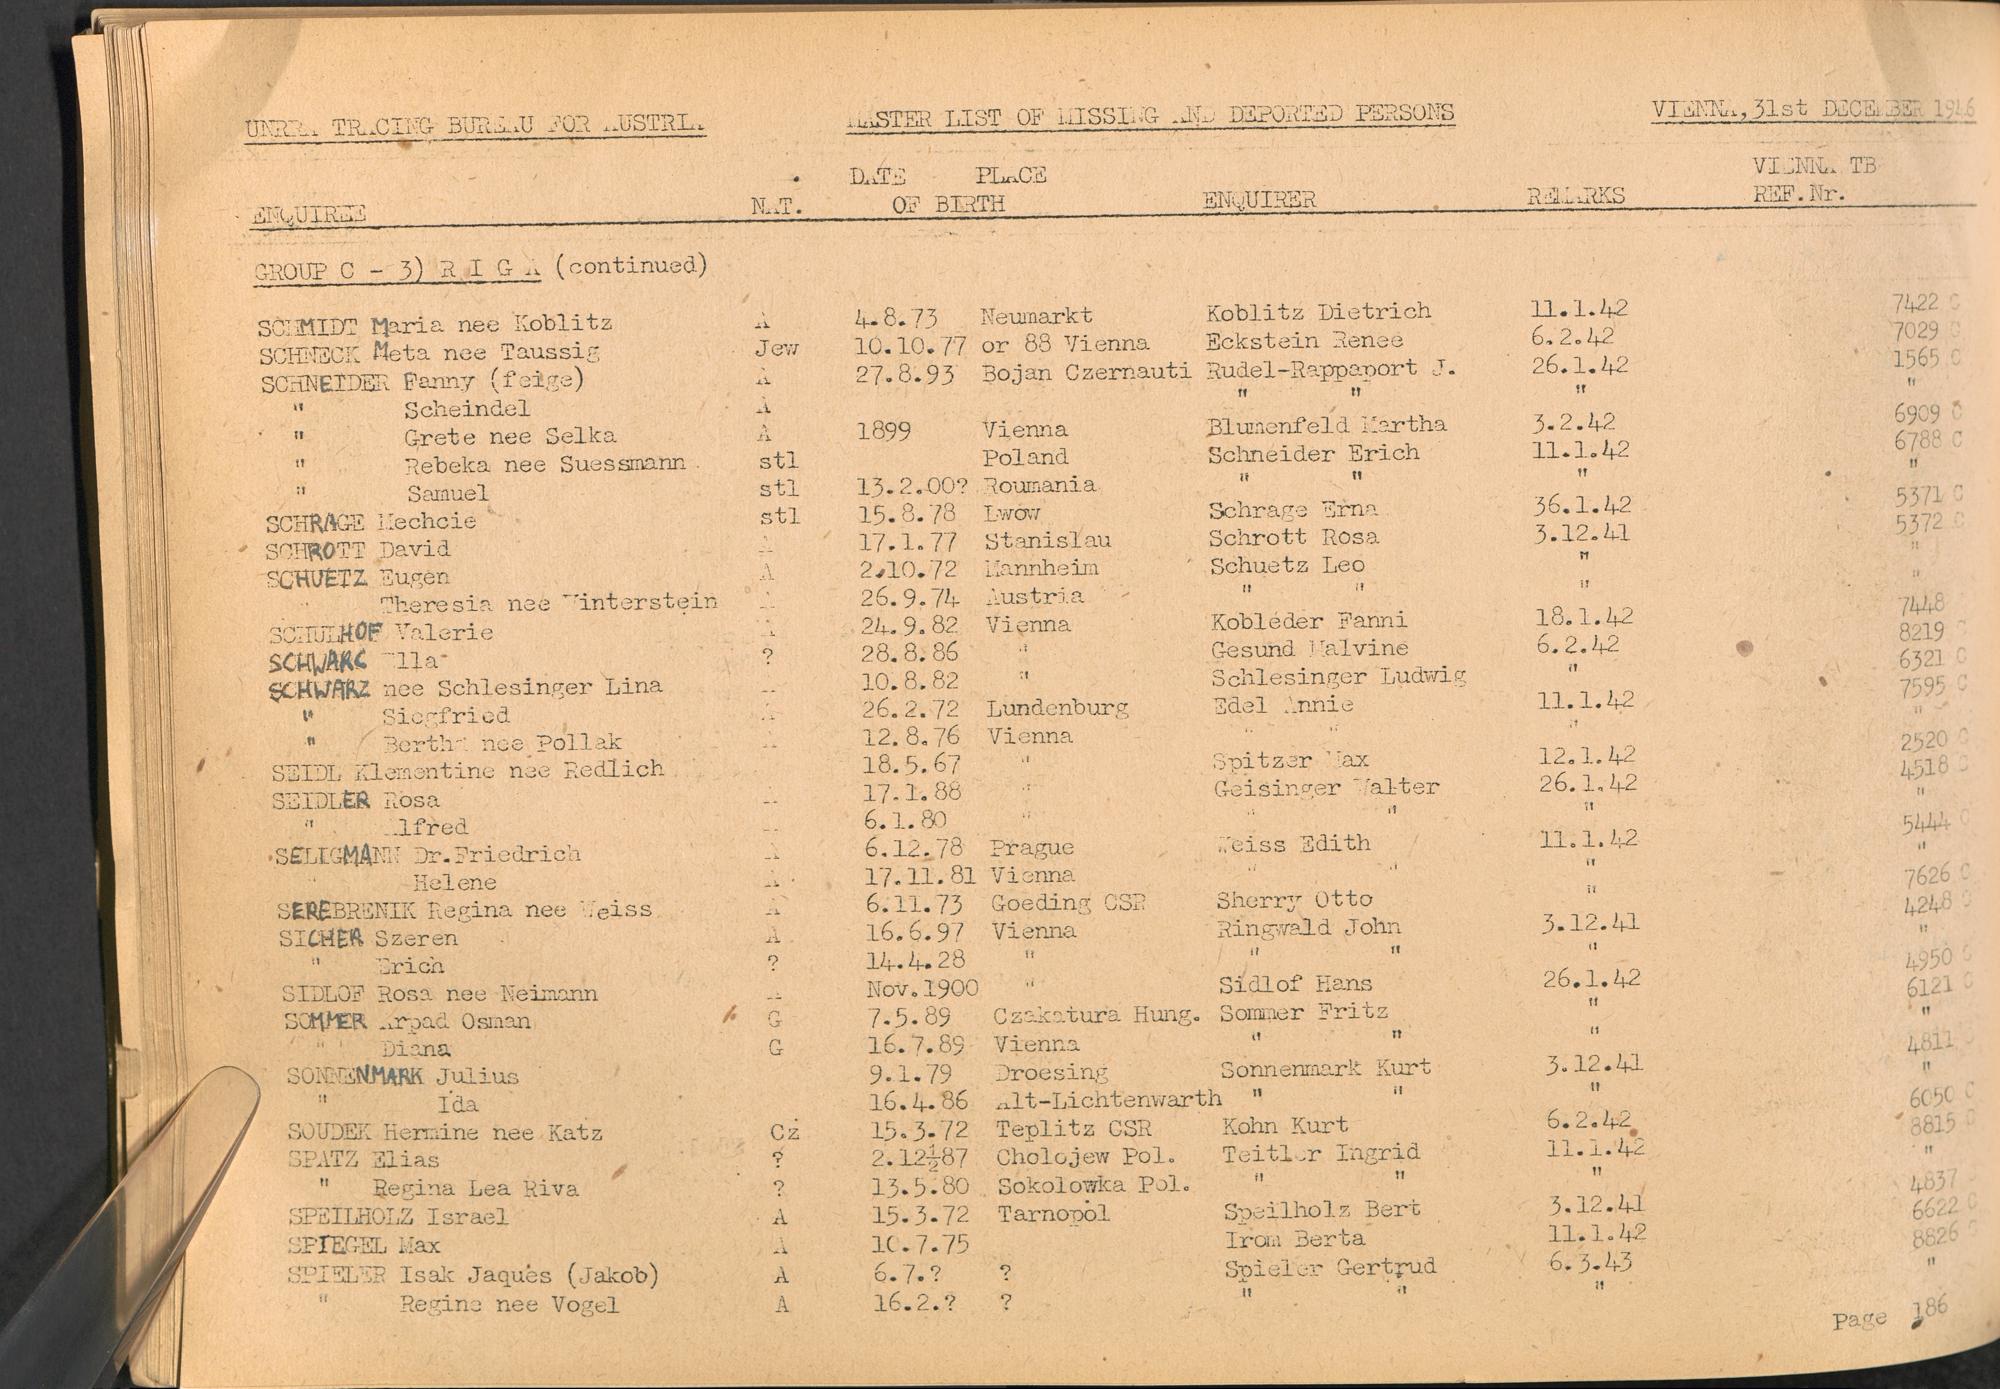 UNRRA TRACING BUREAU FOR AUSTRIA MASTER LIST OF MISSING AND DEPORTED PERSONS VIENNA, 31st DECEMBER 1946
DATE PLACE VIENNA TB
ENQUIREE NAT. OF BIRTH ENQUIRER REMARKS REF.Nr.
GROUP C - 3) R I G A (continued)
SCHMIDT Maria nee Koblitz A 4.8.73 Neumarkt Koblitz Dietrich 11.1.42 7422 C
SCHNECK Meta nee Taussig Jew 10.10.77 or 88 Vienna Eckstein Renee 6.2.42 7029 C
SCHNEIDER Fanny (feige) A 27.8.93 Bojan Czernauti Rudel-Rappaport J. 26.1.42 1565 C
" Scheindel A " " " "
" Grete nee Selka A 1899 Vienna Blumenfeld Martha 3.2.42 6909 C
" Rebeka nee Suessmann stl Poland Schneider Erich 11.1.42 6788 C
" Samuel stl 13.2.00? Roumania " " " "
SCHRAGE Mechcie stl 15.8.78 Lwow Schrage Erna 36.1.42 5371 C
SCHROTT David A 17.1.77 Stanislau Schrott Rosa 3.12.41 5372 C
SCHUETZ Eugen A 2.10.72 Mannheim Schuetz Leo " "
Theresia nee Winterstein A 26.9.74 Austria " " " "
SCHULHOF Valerie A 24.9.82 Vienna Kobleder Fanni 18.1.42 7448
SCHWARC Ella ? 28.8.86 " Gesund Malvine 6.2.42 8219
SCHWARZ nee Schlesinger Lina 10.8.82 " Schlesinger Ludwig " 6321 C
" Siegfried A 26.2.72 Lundenburg Edel Annie 11.1.42 7595 C
" Bertha nee Pollak A 12.8.76 Vienna " " " "
SEIDL Klementine nee Redlich 18.5.67 " Spitzer Max 12.1.42 2520 C
SEIDLER Rosa 17.1.88 " Geisinger Walter 26.1.42 4518 C
" Alfred 6.1.80 " " " " "
SELIGMANN Dr.Friedrich A 6.12.78 Prague Weiss Edith 11.1.42 5444 C
" Helene A 17.11.81 Vienna " " " "
SEREBRENIK Regina nee Weiss A 6.11.73 Goeding CSR Sherry Otto " 7626 C
SICHER Szeren A 16.6.97 Vienna Ringwald John 3.12.41 4248 C
" Erich ? 14.4.28 " " " " "
SIDLOF Rosa nee Neimann Nov.1900 " Sidlof Hans 26.1.42 4950 C
SOMMER Arpad Osman G 7.5.89 Czakatura Hung. Sommer Fritz " 6121 C
" Diana G 16.7.89 Vienna " " " "
SONNENMARK Julius 9.1.79 Droesing Sonnenmark Kurt 3.12.41 4811
" Ida 16.4.86 Alt-Lichtenwarth " " " "
SOUDEK Hermine nee Katz Cz 15.3.72 Teplitz CSR Kohn Kurt 6.2.42 6050 C
SPATZ Elias ? 2.12½87 Cholojew Pol. Teitler Ingrid 11.1.42 8815 C
" Regina Lea Riva ? 13.5.80 Sokolowka Pol. " " " "
SPEILHOLZ Israel A 15.3.72 Tarnopol Speilholz Bert 3.12.41 4837
SPIEGEL Max A 10.7.75 Irom Berta 11.1.42 6622 C
SPIELER Isak Jaques (Jakob) A 6.7.? ? Spieler Gertrud 6.3.43 8826 C
" Regine nee Vogel A 16.2.? ? " " " "
Page 186